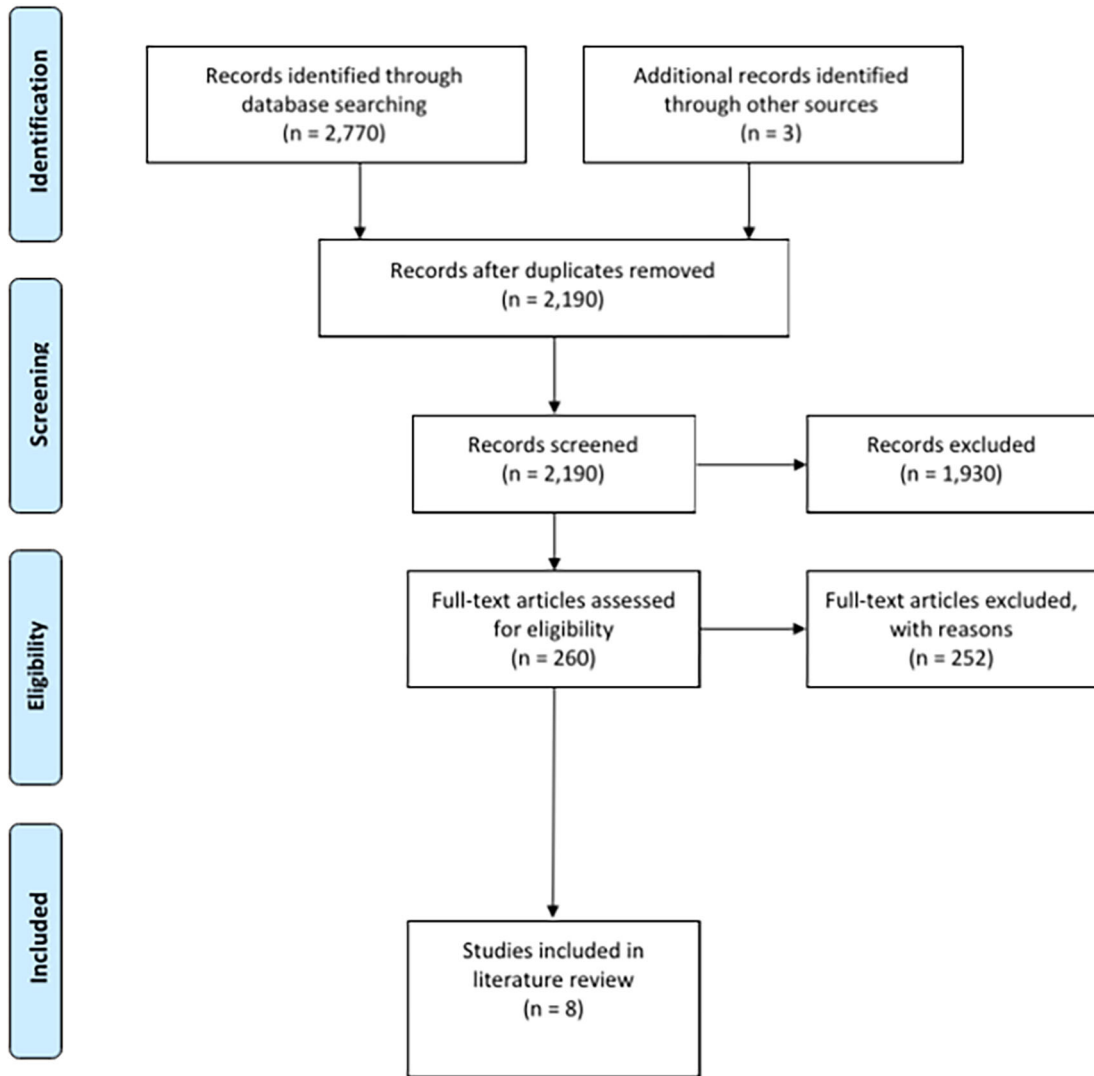 Identification
Records identified through
database searching
(n = 2,770)
Additional records identified
through other sources
(n = 3)
Records after duplicates removed
(n = 2,190)
Screening
Records screened
(n = 2,190)
Records excluded
(n = 1,930)
Eligibility
Full-text articles assessed
for eligibility
(n = 260)
Full-text articles excluded,
with reasons
(n = 252)
Included
Studies included in
literature review
(n = 8)